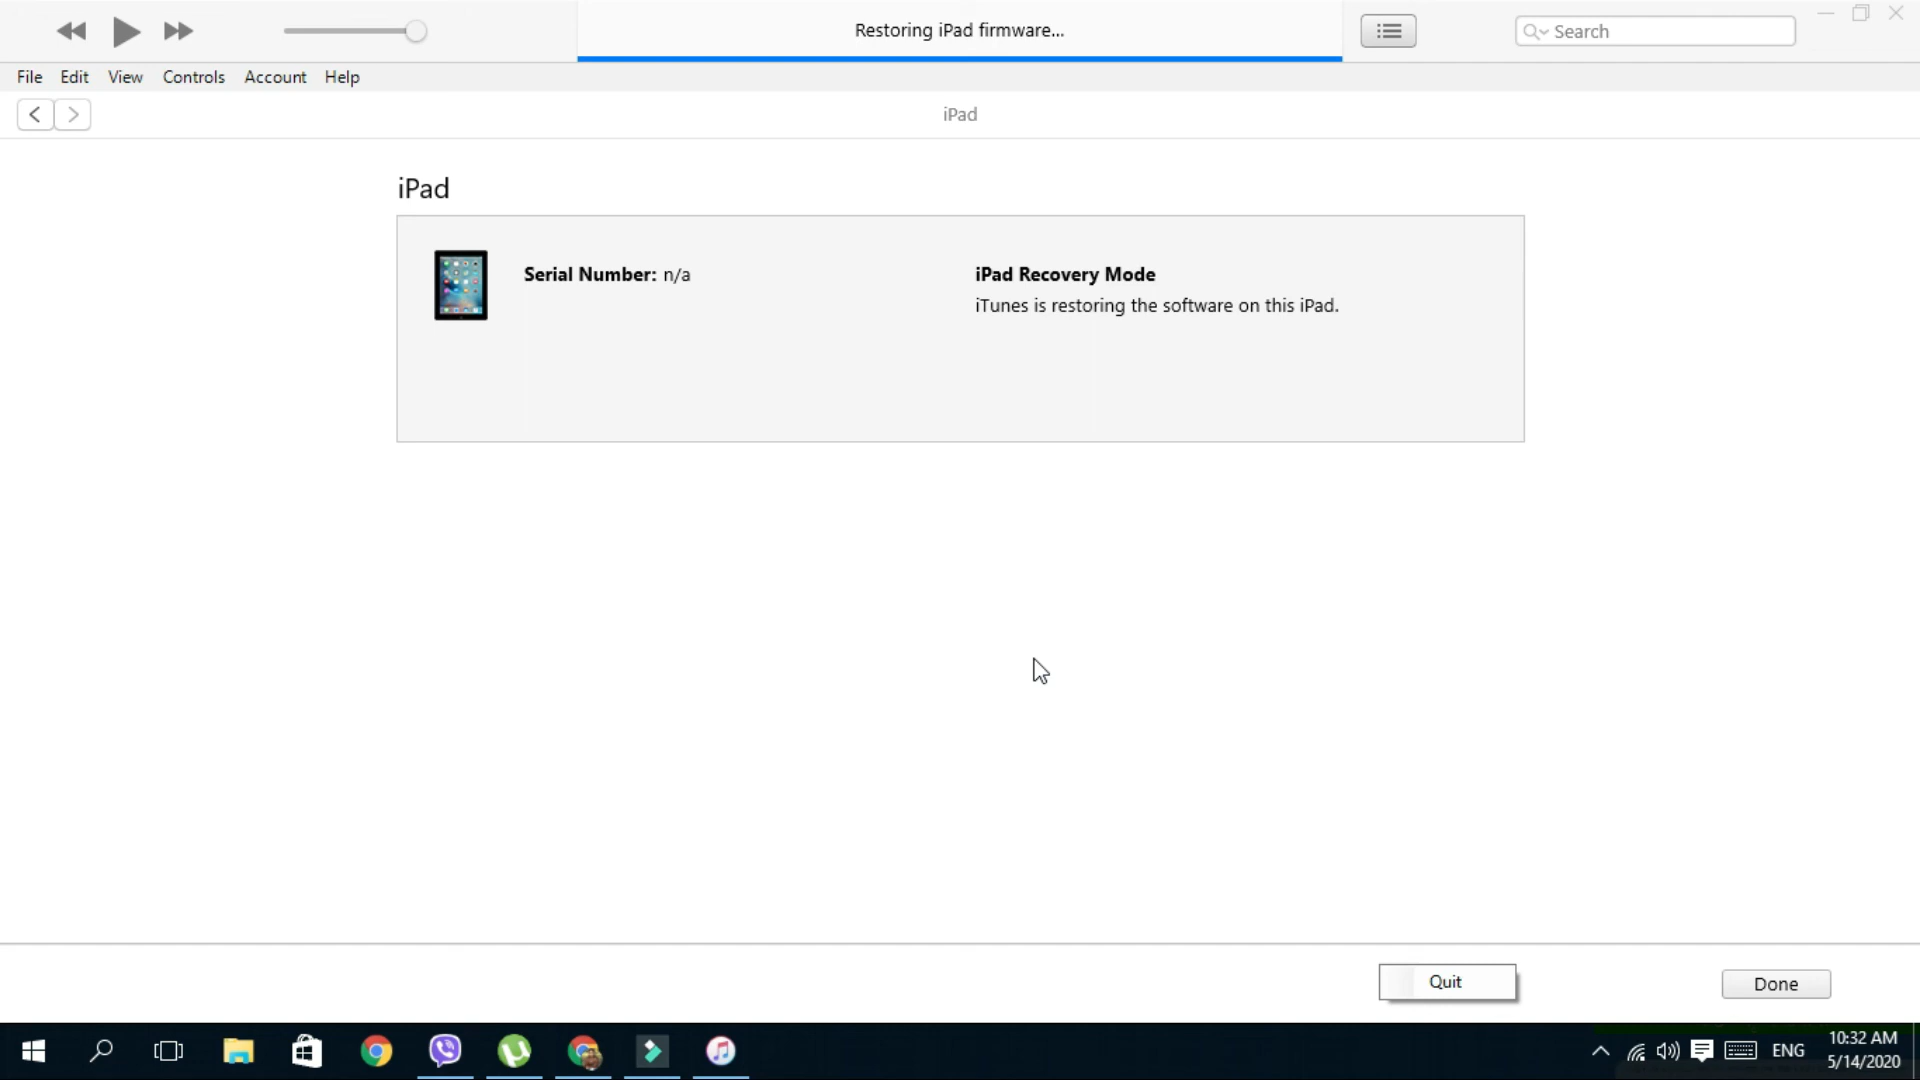 Restoring iPad firmware...
Search
File Edit View Controls Account Help
iPad
iPad
Serial Number: n/a
iPad Recovery Mode
iTunes is restoring the software on this iPad.
Quit
Done
ENG
10:32 AM
5/14/2020